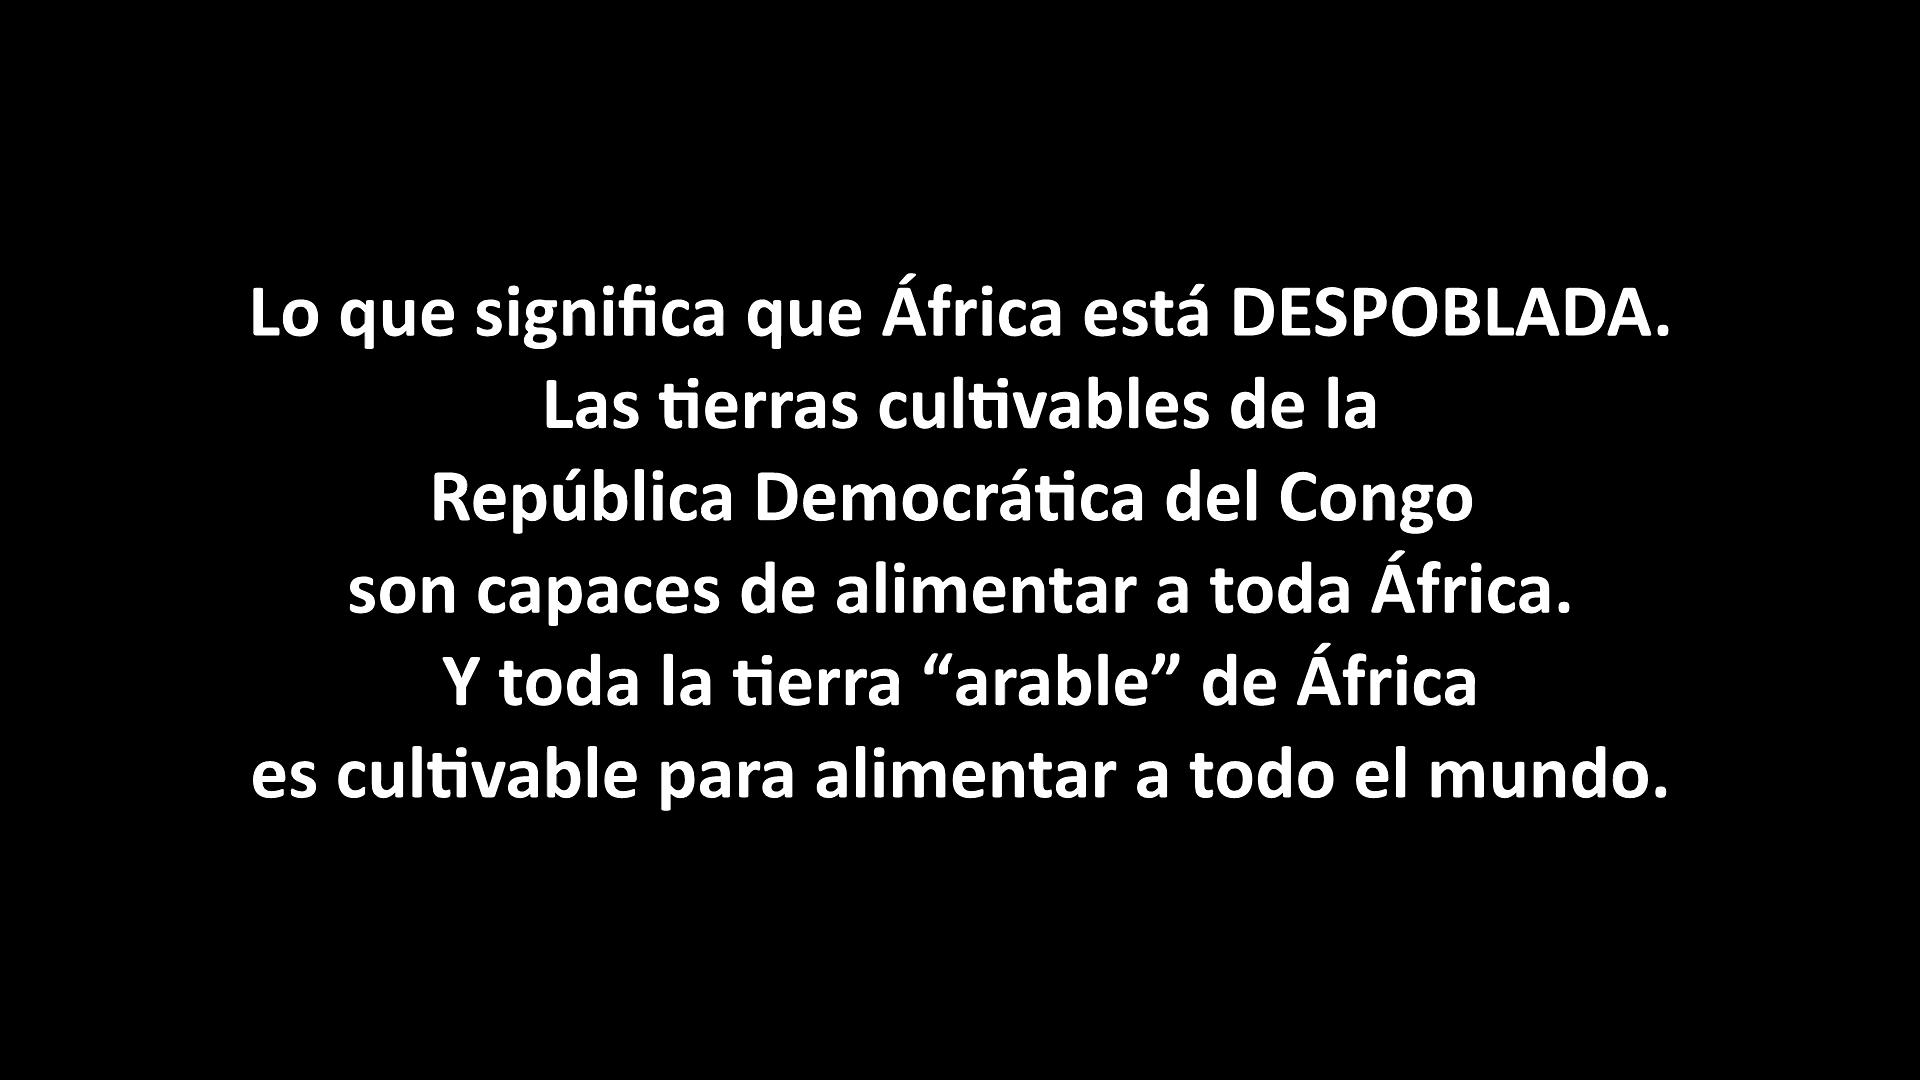 Lo que significa que África está DESPOBLADA.
Las tierras cultivables de la
República Democrática del Congo
son capaces de alimentar a toda África.
Y toda la tierra “arable” de África
es cultivable para alimentar a todo el mundo.